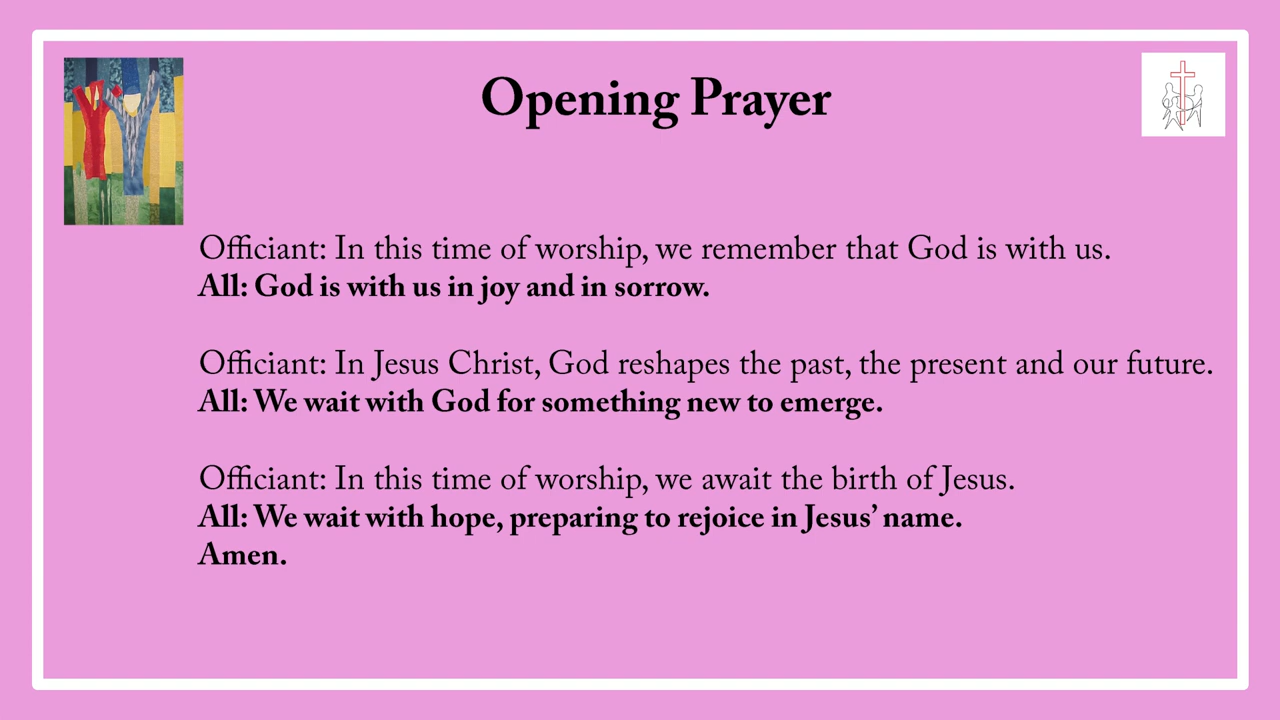 Opening Prayer
Officiant: In this time of worship, we remember that God is with us.
All: God is with us in joy and in sorrow.
Officiant: In Jesus Christ, God reshapes the past, the present and our future.
All: We wait with God for something new to emerge.
Officiant: In this time of worship, we await the birth of Jesus.
All: We wait with hope, preparing to rejoice in Jesus’ name.
Amen.